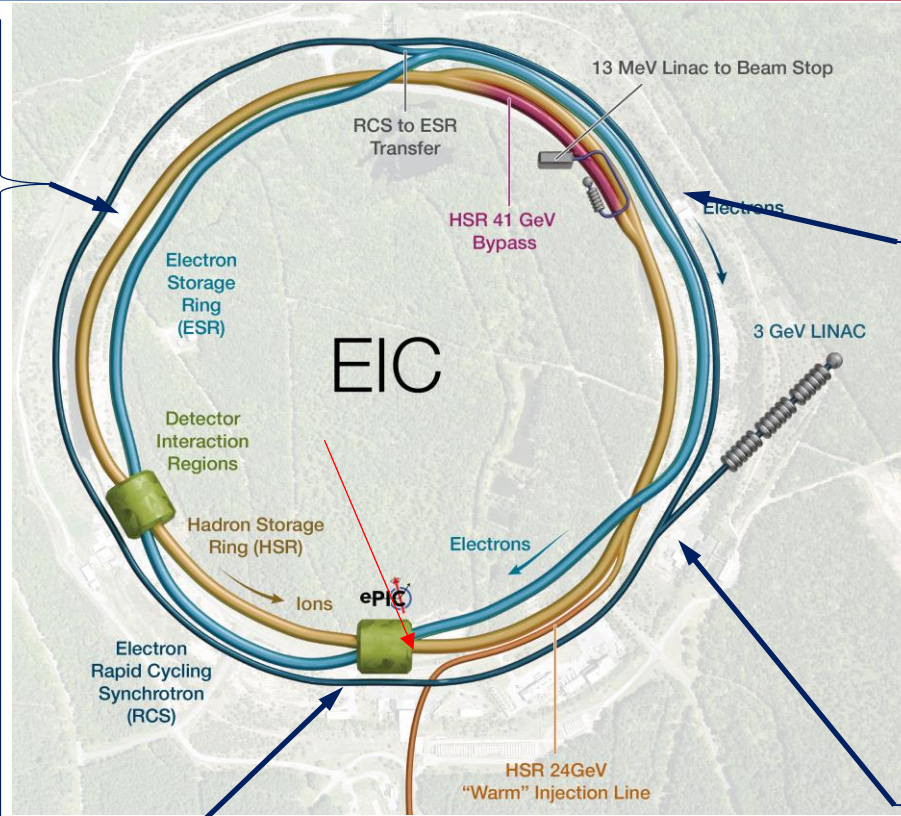 13 MeV Linac to Beam Stop
RCS to ESR
Transfer
HSR 41 GeV
Bypass
Electrons
Electron
Storage
Ring
(ESR)
3 GeV LINAC
EIC
Detector
Interaction
Regions
Hadron Storage
Ring (HSR)
Electrons
Ions
ePIC
Electron
Rapid Cycling
Synchrotron
(RCS)
HSR 24GeV
“Warm” Injection Line